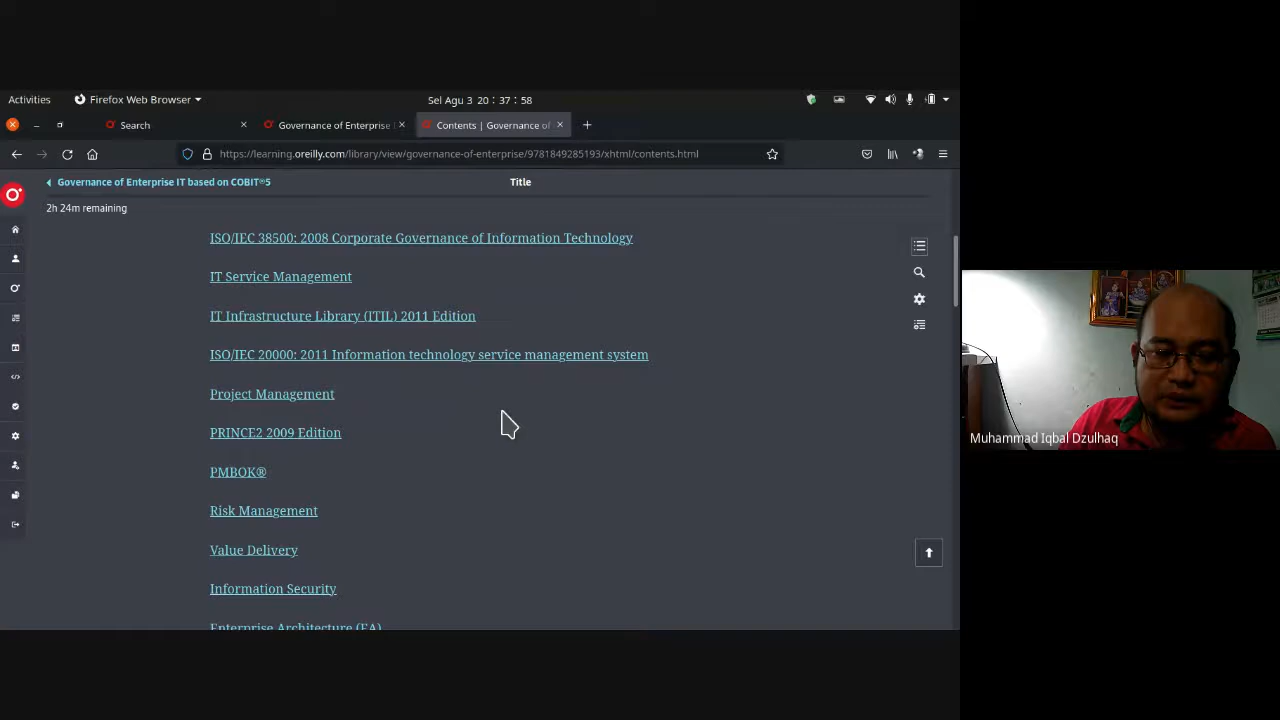 Activities
Firefox Web Browser
Sel Agu 3 20:37:58
Search
Governance of Enterprise
Contents | Governance of
https://learning.oreilly.com/library/view/governance-of-enterprise/9781849285193/xhtml/contents.html
Governance of Enterprise IT based on COBIT®5
Title
2h 24m remaining
ISO/IEC 38500: 2008 Corporate Governance of Information Technology
IT Service Management
IT Infrastructure Library (ITIL) 2011 Edition
ISO/IEC 20000: 2011 Information technology service management system
Project Management
PRINCE2 2009 Edition
PMBOK®
Risk Management
Value Delivery
Information Security
Enterprise Architecture (EA)
Muhammad Iqbal Dzulhaq